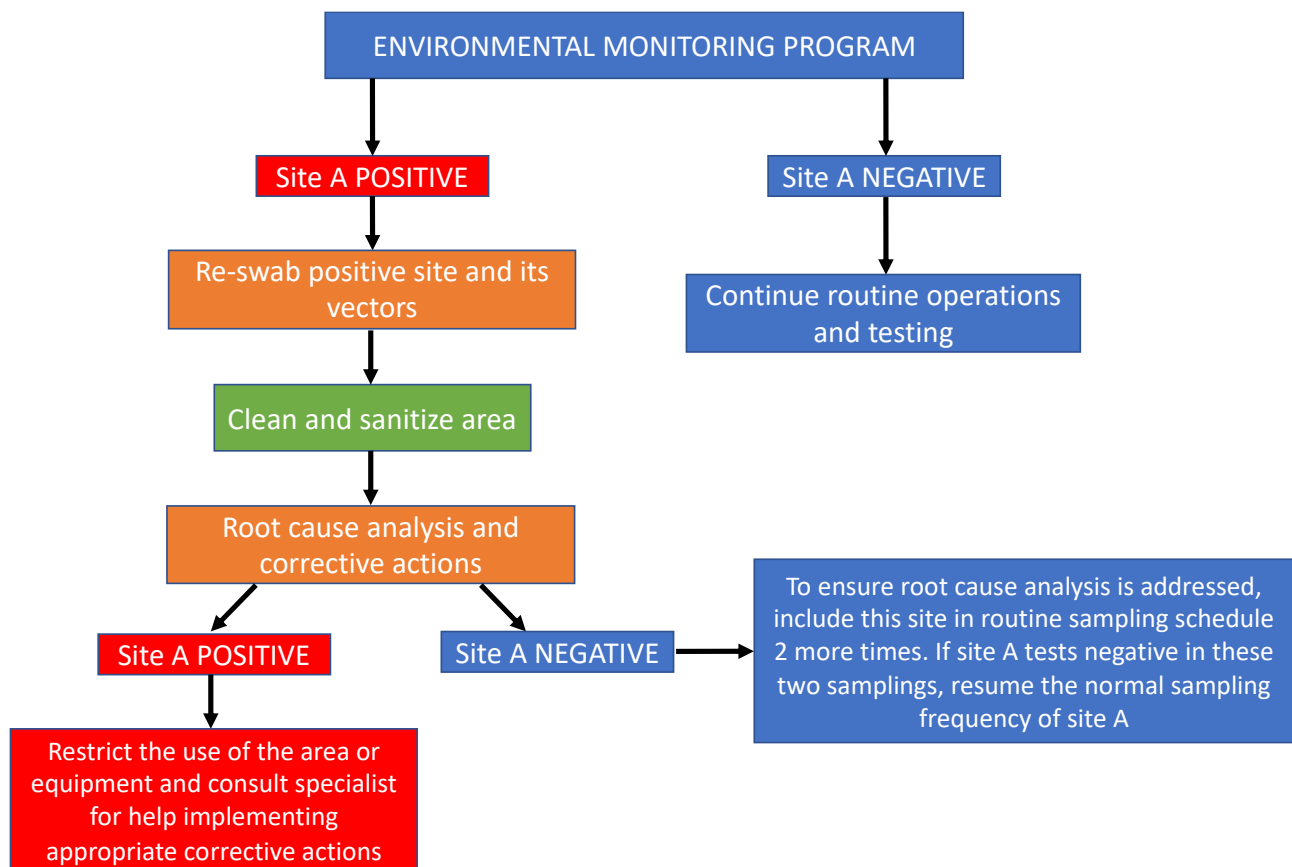 ENVIRONMENTAL MONITORING PROGRAM
Site A POSITIVE
Site A NEGATIVE
Re-swab positive site and its
vectors
Continue routine operations
and testing
Clean and sanitize area
Root cause analysis and
corrective actions
To ensure root cause analysis is addressed,
include this site in routine sampling schedule
2 more times. If site A tests negative in these
two samplings, resume the normal sampling
frequency of site A
Site A POSITIVE
Site A NEGATIVE
Restrict the use of the area or
equipment and consult specialist
for help implementing
appropriate corrective actions